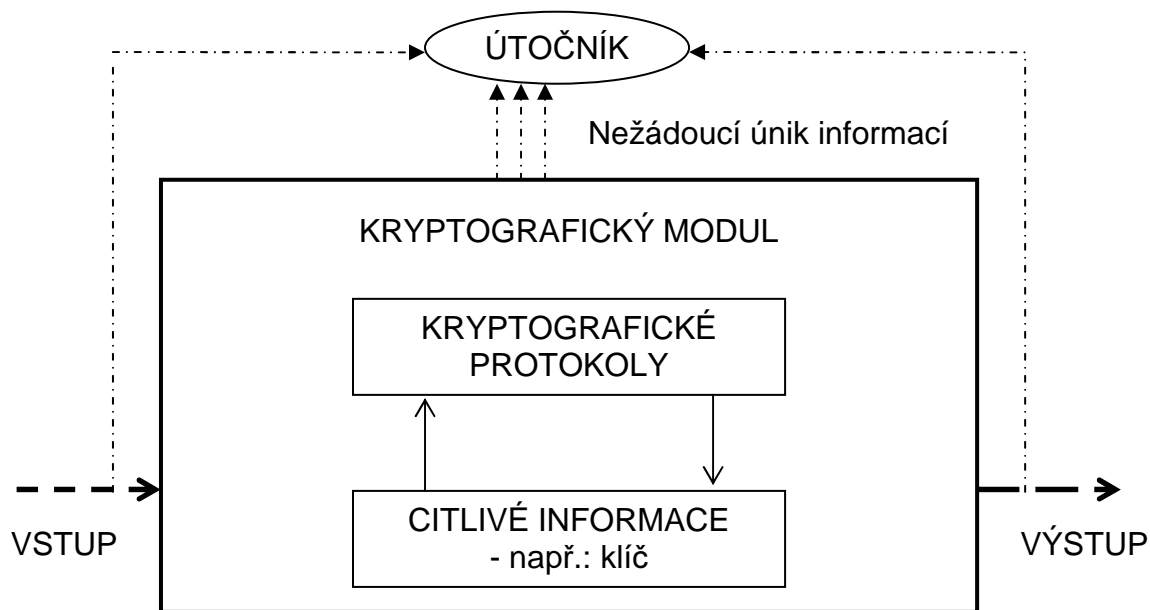 ÚTOČNÍK
Nežádoucí únik informací
KRYPTOGRAFICKÝ MODUL
KRYPTOGRAFICKÉ
PROTOKOLY
VSTUP
CITLIVÉ INFORMACE
- např.: klíč
VÝSTUP